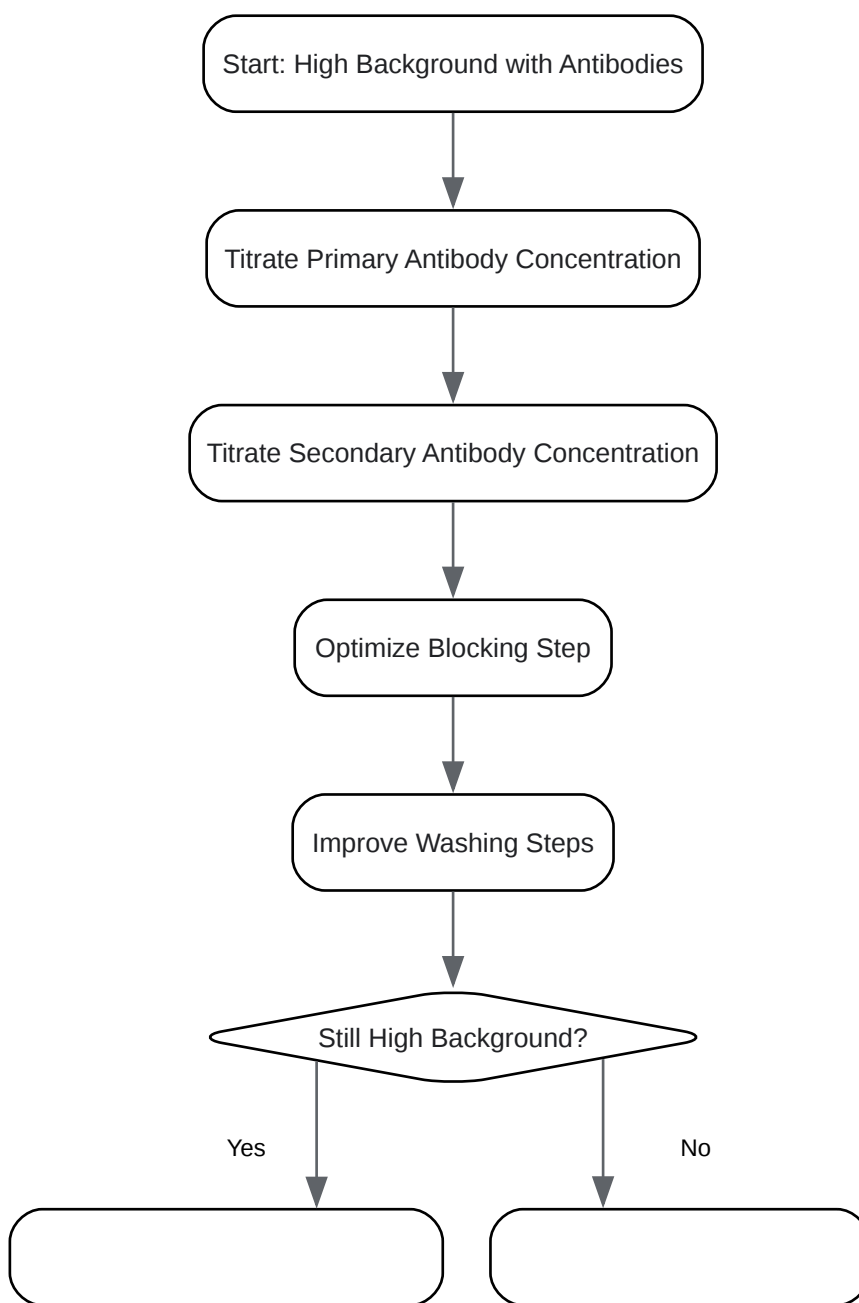 Start: High Background with Antibodies
Titrate Primary Antibody Concentration
Titrate Secondary Antibody Concentration
Optimize Blocking Step
Improve Washing Steps
Still High Background?
Yes
No